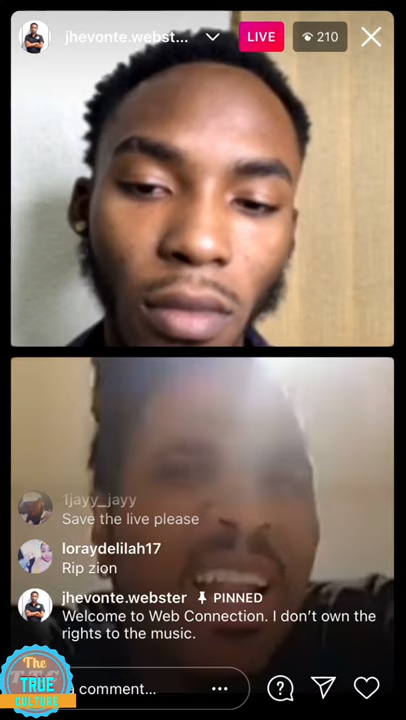 jhevonte.webst...
LIVE
210
1jayy_jayy
Save the live please
loraydelilah17
Rip zion
jhevonte.webster PINNED
Welcome to Web Connection. I don't own the
rights to the music.
The
TRUE
CULTURE
a comment...